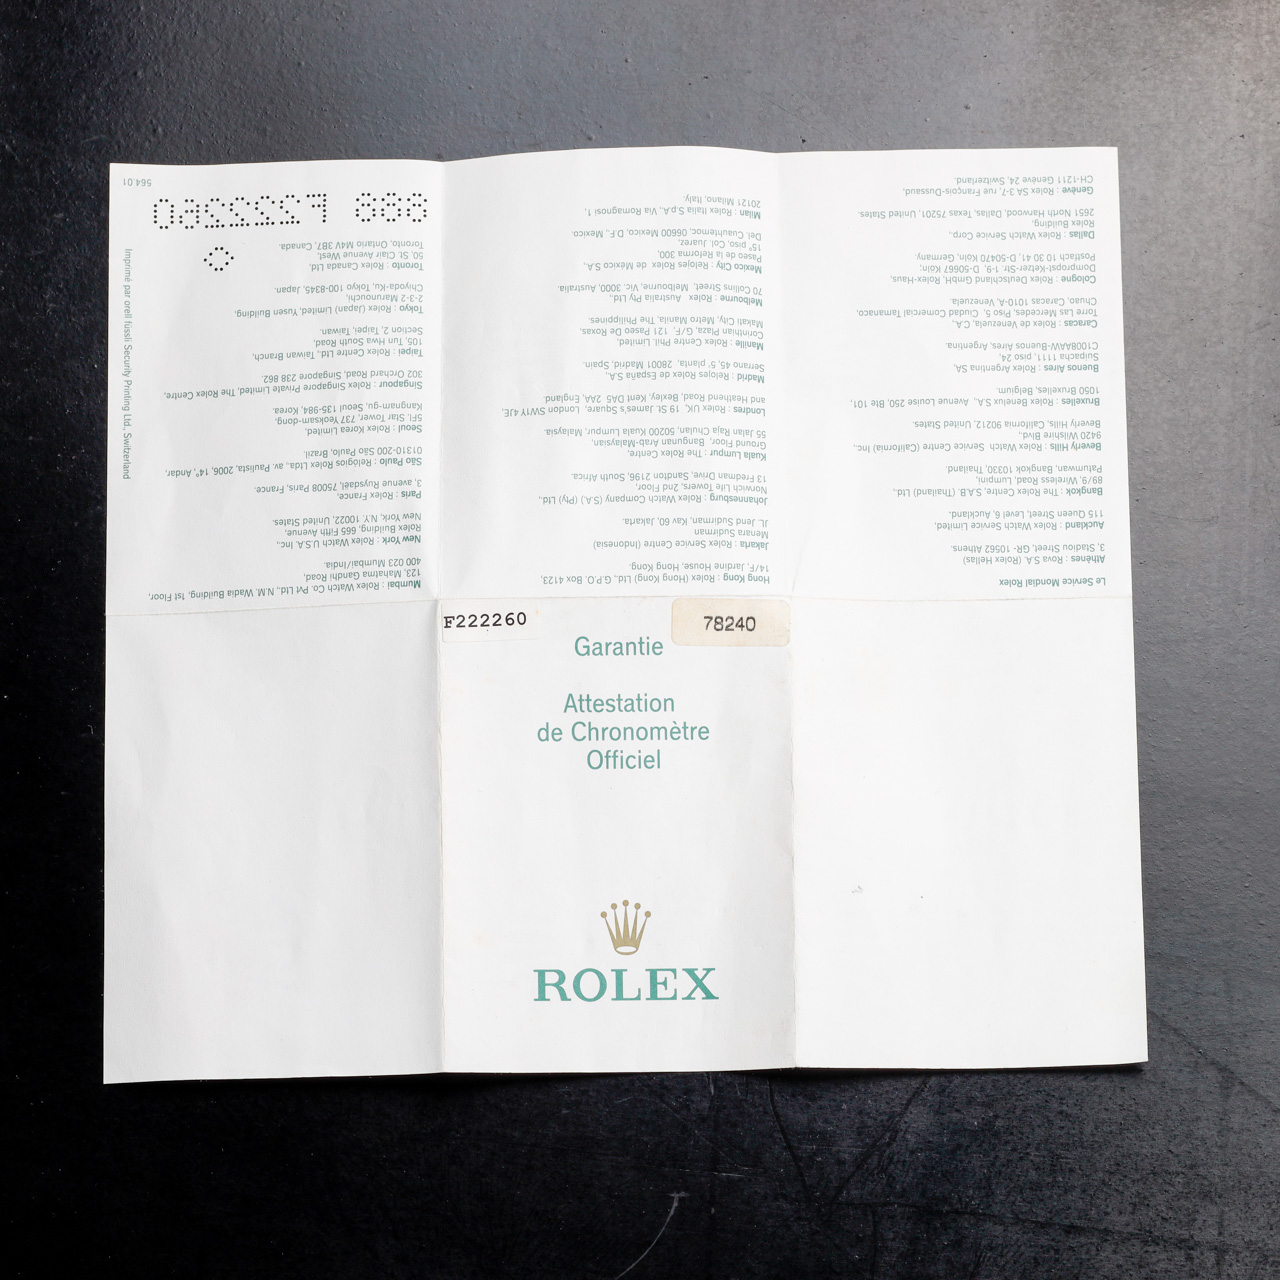 F222260
78240
Garantie
Attestation
de Chronomètre
Officiel
ROLEX
Le Service Mondial Rolex
Athènes : Rova S.A. (Rolex Hellas)
3, Stadiou Street, GR- 10562 Athens.
Auckland : Rolex Watch Service Limited,
115 Queen Street, Level 6, Auckland.
Bangkok : The Rolex Centre, S.A.B. (Thailand) Ltd.,
89/9, Wireless Road, Lumpini,
Patumwan, Bangkok 10330, Thailand.
Beverly Hills : Rolex Watch Service Centre (California) Inc.,
9420 Wilshire Blvd.,
Beverly Hills, California 90212, United States.
Bruxelles : Rolex Benelux S.A., Avenue Louise 250, Bte 101,
1050 Bruxelles, Belgium.
Buenos Aires : Rolex Argentina SA,
Suipacha 1111, piso 24,
C1008AAW-Buenos Aires, Argentina.
Caracas : Rolex de Venezuela, C.A.,
Torre Las Mercedes, Piso 5, Ciudad Comercial Tamanaco,
Chuao, Caracas 1010-A, Venezuela.
Cologne : Rolex Deutschland GmbH, Rolex-Haus,
Dompropst-Ketzer-Str. 1-9, D-50667 Köln;
Postfach 10 30 41, D-50470 Köln, Germany.
Dallas : Rolex Watch Service Corp.,
Rolex Building,
2651 North Harwood, Dallas, Texas 75201, United States.
Genève : Rolex SA 3-7, rue François-Dussaud,
CH-1211 Genève 24, Switzerland.
Hong Kong : Rolex (Hong Kong) Ltd., G.P.O. Box 4123,
14/F, Jardine House, Hong Kong.
Jakarta : Rolex Service Centre (Indonesia)
Menara Sudirman
JL. Jend Sudirman, Kav 60, Jakarta.
Johannesburg : Rolex Watch Company (S.A.) (Pty) Ltd.,
Norwich Life Towers, 2nd Floor,
13 Fredman Drive, Sandton 2196, South Africa.
Kuala Lumpur : The Rolex Centre,
Ground Floor, Bangunan Arab-Malaysian,
55 Jalan Raja Chulan, 50200 Kuala Lumpur, Malaysia.
Londres : Rolex UK, 19 St. James's Square, London SW1Y/4JE
and Heathend Road, Bexley, Kent DA5 2AA, England.
Madrid : Relojes Rolex de España S.A.,
Serrano 45, 5ª planta, 28001 Madrid, Spain.
Manille : Rolex Centre Phil. Limited,
Corinthian Plaza, G/F, 121 Paseo De Roxas,
Makati City, Metro Manila, The Philippines.
Melbourne : Rolex Australia Pty Ltd.,
70 Collins Street, Melbourne, Vic. 3000, Australia.
Mexico City : Relojes Rolex de México S.A.,
Paseo de la Reforma 300,
15º piso, Col. Juárez,
Del. Cuauhtemoc, 06600 Mexico, D.F., Mexico.
Milan : Rolex Italia S.p.A., Via Romagnosi 1,
20121 Milano, Italy.
Mumbai : Rolex Watch Co. Pvt Ltd., N.M. Wadia Building, 1st Floor,
123, Mahatma Gandhi Road,
400 023 Mumbai/India.
New York : Rolex Watch U.S.A. Inc.,
Rolex Building, 665 Fifth Avenue,
New York, N.Y. 10022, United States.
Paris : Rolex France,
3, avenue Ruysdaël, 75008 Paris, France.
São Paulo : Relógios Rolex Ltda., av. Paulista, 2006, 14º, Andar,
01310-200 São Paulo, Brazil.
Seoul : Rolex Korea Limited,
5Fl. Star Tower, 737 Yeoksam-dong,
Kangnam-gu, Seoul 135-984, Korea.
Singapour : Rolex Singapore Private Limited, The Rolex Centre,
302 Orchard Road, Singapore 238 862.
Taipei : Rolex Centre Ltd., Taiwan Branch,
105, Tun Hwa South Road,
Section 2, Taipei, Taiwan.
Tokyo : Rolex (Japan) Limited, Yusen Building,
2-3-2 Marunouchi,
Chiyoda-Ku, Tokyo 100-8345, Japan.
Toronto : Rolex Canada Ltd,
50, St. Clair Avenue West,
Toronto, Ontario M4V 3B7, Canada.
888 F222260
564.01
Imprimé par orell füssli Security Printing Ltd., Switzerland